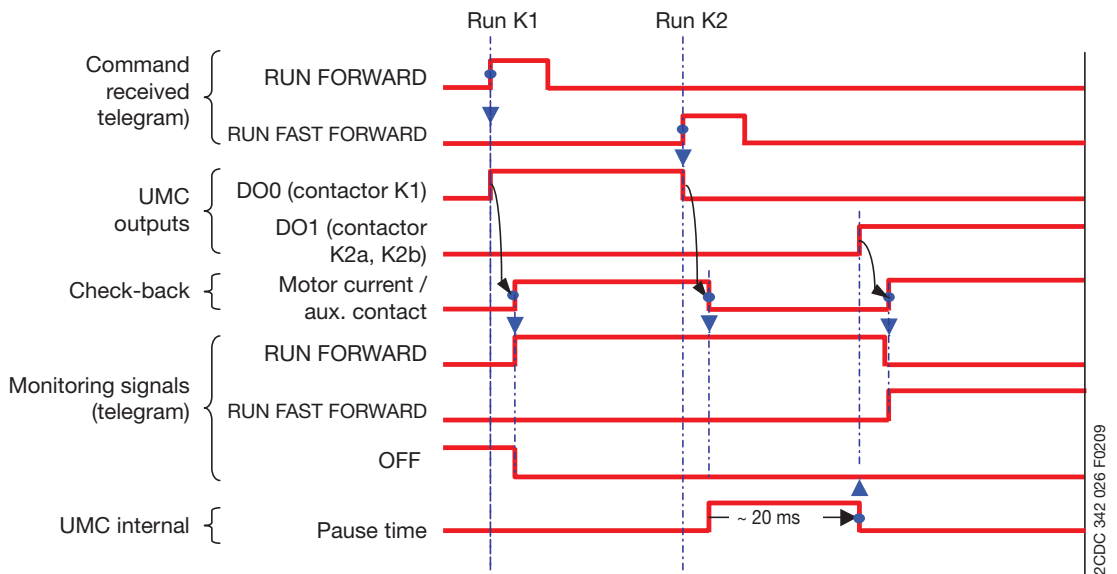 Run K1
Run K2
Command
received
telegram)
RUN FORWARD
RUN FAST FORWARD
UMC
outputs
DO0 (contactor K1)
DO1 (contactor
K2a, K2b)
Check-back
Motor current /
aux. contact
Monitoring signals
(telegram)
RUN FORWARD
RUN FAST FORWARD
OFF
UMC internal
Pause time
~ 20 ms
2CDC 342 026 F0209